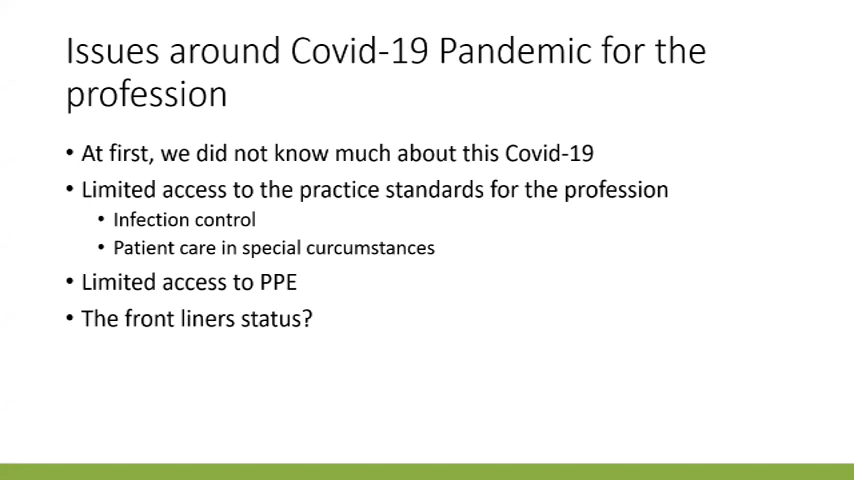 Issues around Covid-19 Pandemic for the
profession
• At first, we did not know much about this Covid-19
• Limited access to the practice standards for the profession
• Infection control
• Patient care in special curcumstances
• Limited access to PPE
• The front liners status?